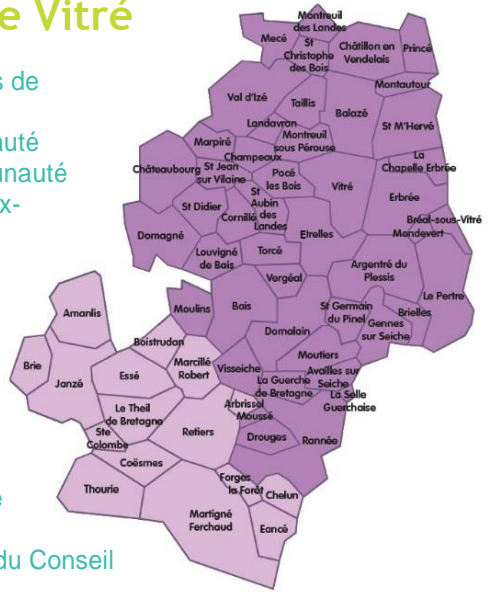 e Vitré
s de
auté
unauté
x-
e
du Conseil
Montreuil
des Landes
Mecé
St
Christophe
des Bois
Châtillon en
Vendelais
Princé
Montautour
Val d'Izé
Taillis
Balazé
St M'Hervé
Landavran
Montreuil
sous Pérouse
Marpiré
Champeaux
La
Chapelle Erbrée
Châteaubourg
St Jean
sur Vilaine
Pocé
les Bois
Vitré
Erbrée
St
Aubin
des
Landes
St Didier
Cornillé
Bréal-sous-Vitré
Mondevert
Domagné
Etrelles
Louvigné
de Bais
Torcé
Argentré du
Plessis
Vergéal
Le Pertre
Amanlis
Moulins
Bais
St Germain
du Pinel
Brielles
Gennes
sur Seiche
Domalain
Boistrudan
Moutiers
Brie
Janzé
Essé
Marcillé
Robert
Visseiche
Availles sur
Seiche
La Guerche
de Bretagne
La Selle
Guerchaise
Le Theil
de Bretagne
Arbrissel
Moussé
Ste
Colombe
Retiers
Drouges
Rannée
Coësmes
Forges
la Forêt
Thourie
Chelun
Martigné
Ferchaud
Eancé